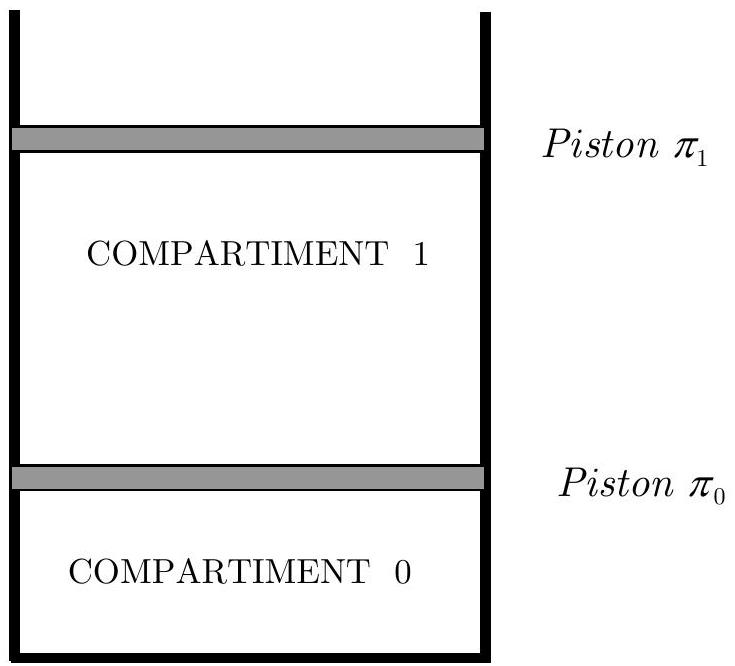 Piston π₁
COMPARTIMENT 1
Piston π₀
COMPARTIMENT 0